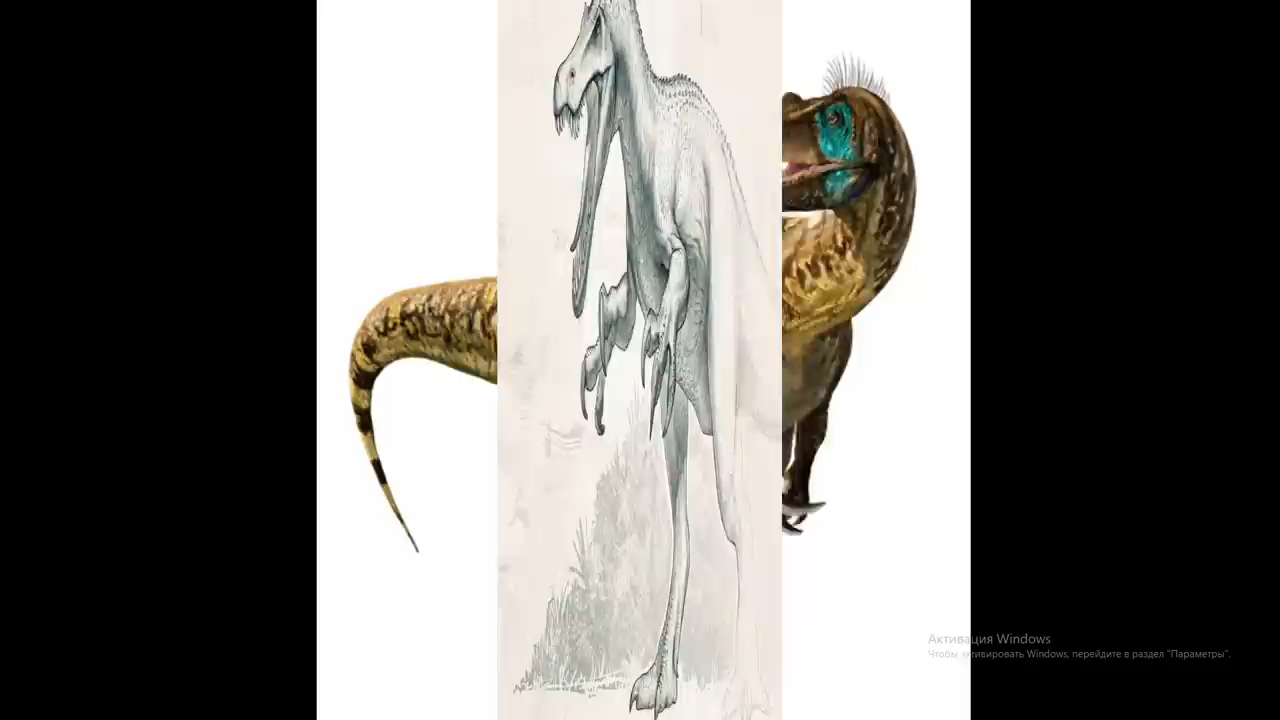 Активация Windows
Чтобы активировать Windows, перейдите в раздел "Параметры".